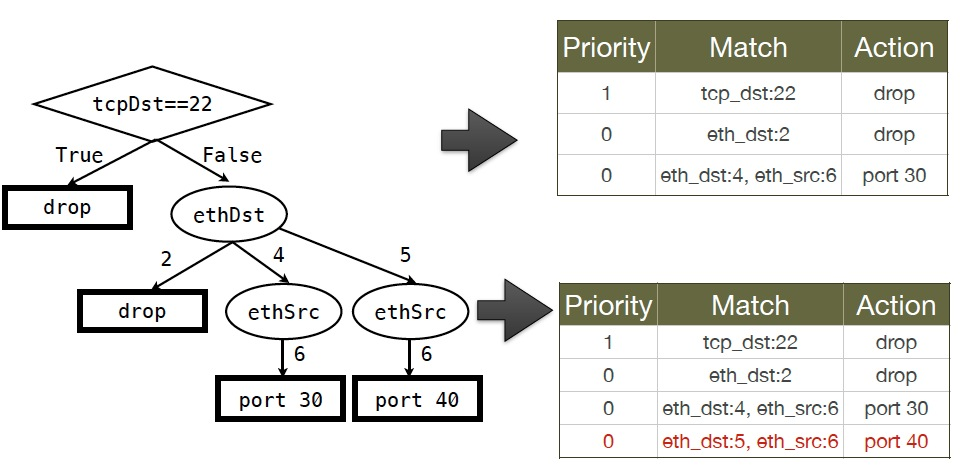 tcpDst==22
True
False
drop
ethDst
2
4
5
drop
ethSrc
ethSrc
6
6
port 30
port 40
Priority Match Action
1 tcp_dst:22 drop
0 eth_dst:2 drop
0 eth_dst:4, eth_src:6 port 30
Priority Match Action
1 tcp_dst:22 drop
0 eth_dst:2 drop
0 eth_dst:4, eth_src:6 port 30
0 eth_dst:5, eth_src:6 port 40